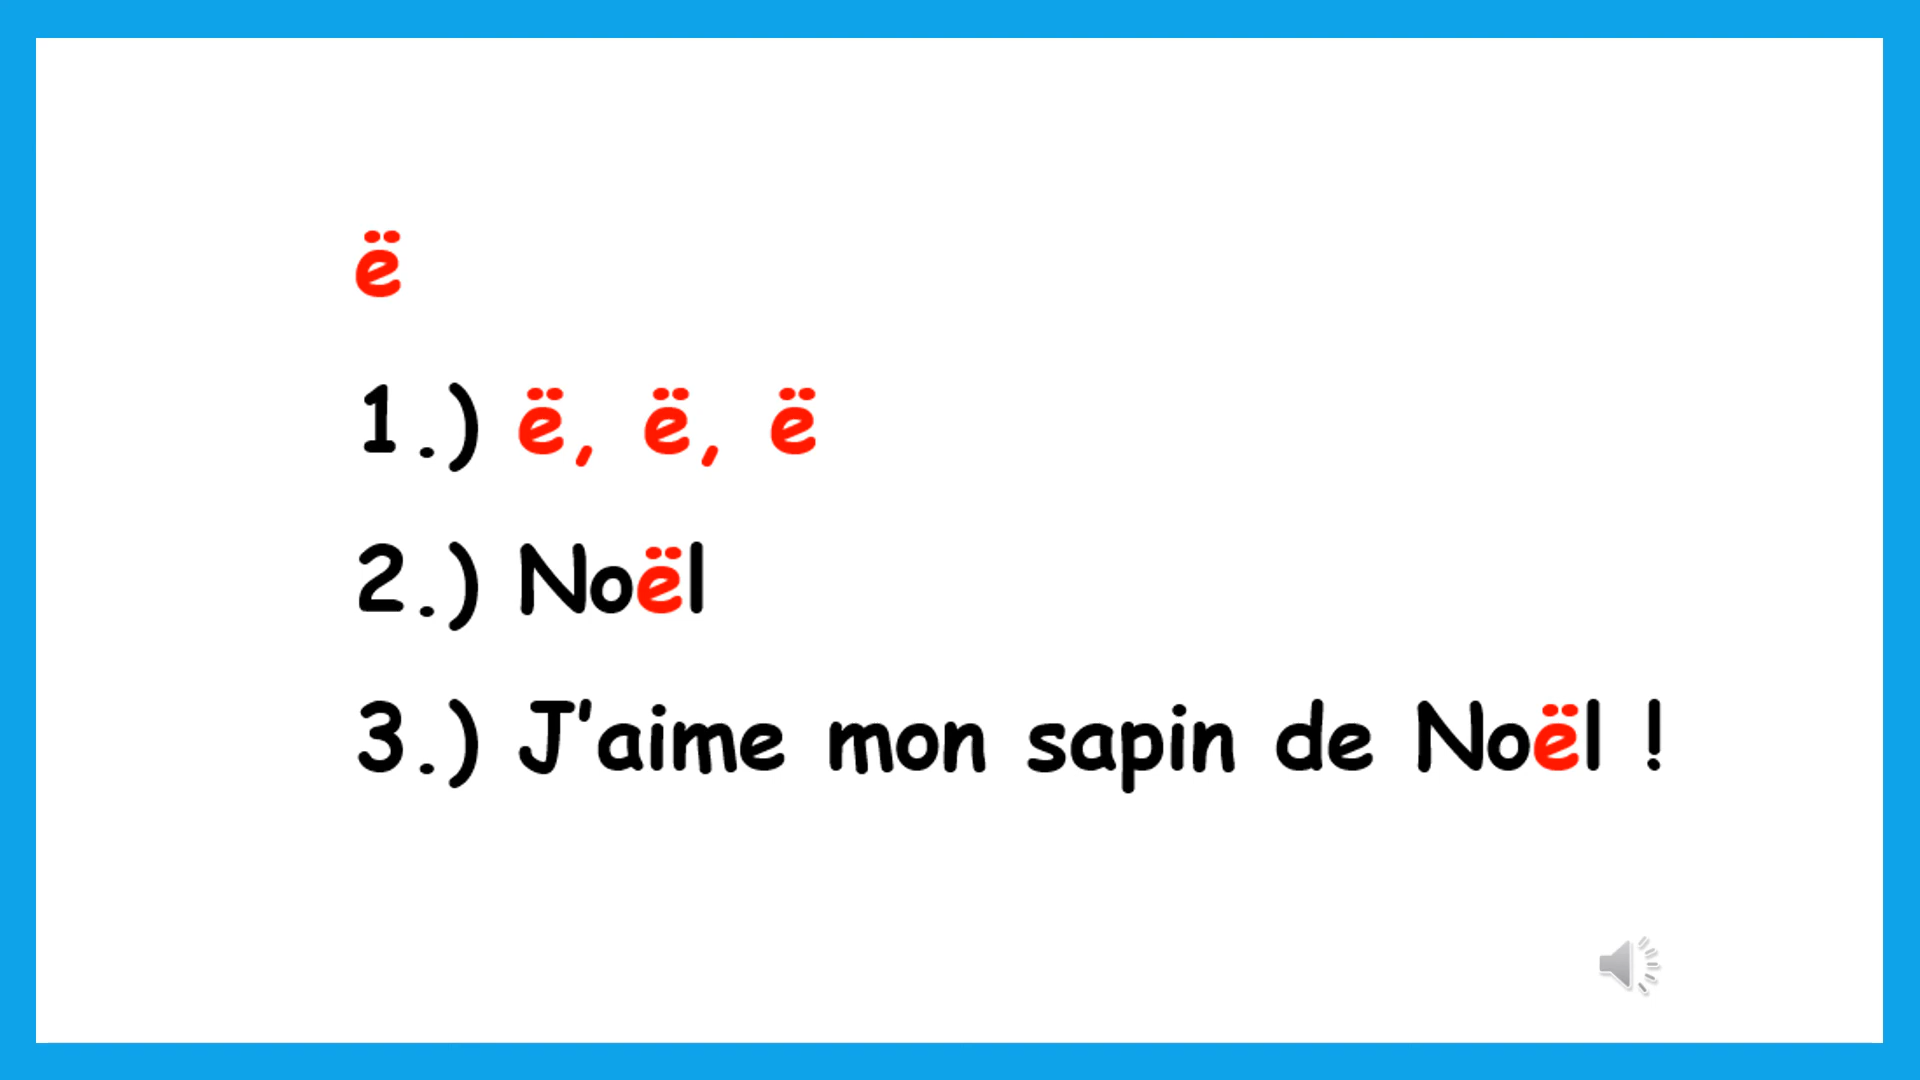 ë
1.) ë, ë, ë
2.) Noël
3.) J’aime mon sapin de Noël !